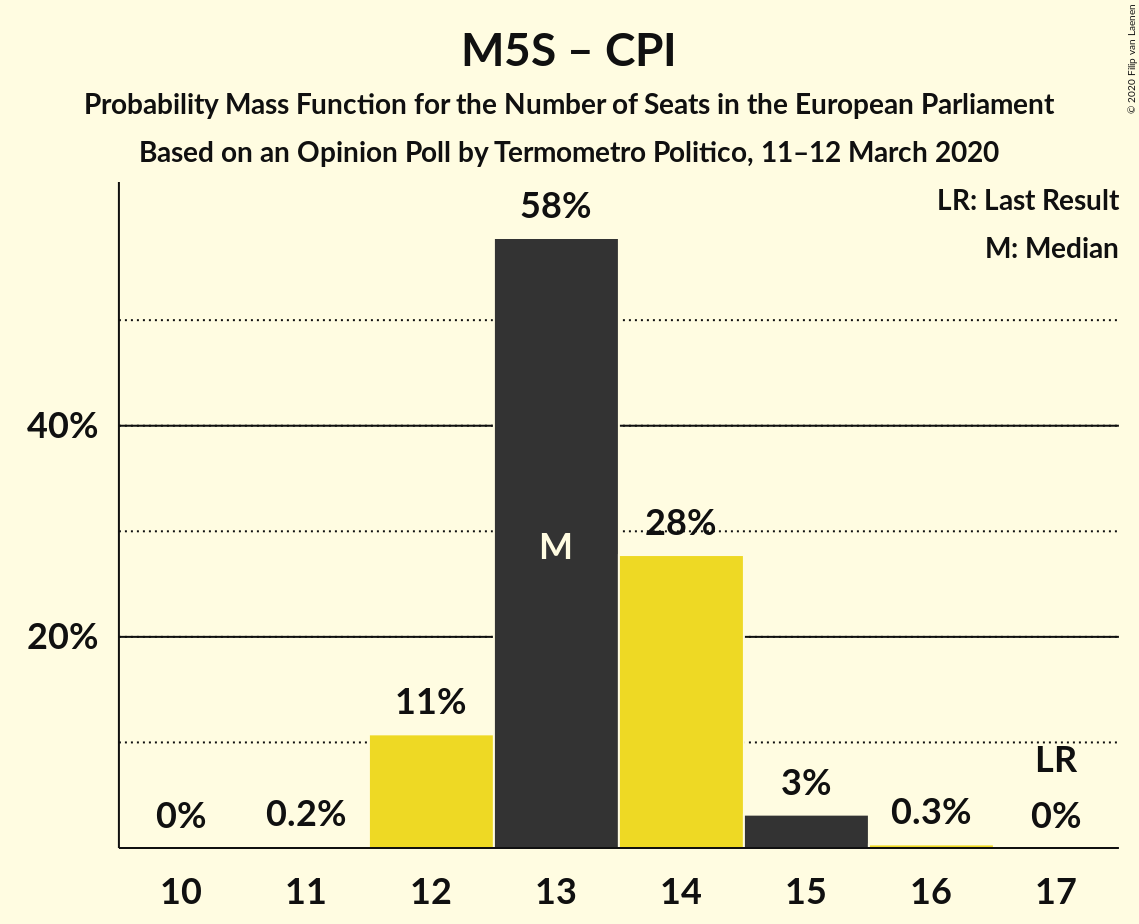 M5S – CPI
Probability Mass Function for the Number of Seats in the European Parliament
Based on an Opinion Poll by Termometro Politico, 11–12 March 2020
© 2020 Filip van Laenen
LR: Last Result
M: Median
58%
40%
28%
M
20%
11%
LR
3%
0%
0.2%
0.3%
0%
10 11 12 13 14 15 16 17